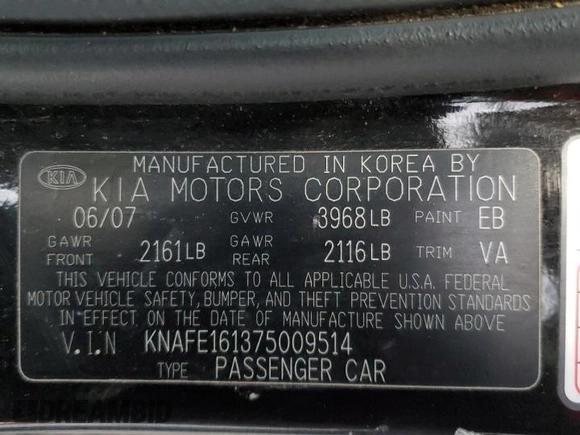 MANUFACTURED IN KOREA BY
KIA KIA MOTORS CORPORATION
06/07 GVWR 3968LB PAINT EB
GAWR FRONT 2161LB GAWR REAR 2116LB TRIM VA
THIS VEHICLE CONFORMS TO ALL APPLICABLE U.S.A. FEDERAL
MOTOR VEHICLE SAFETY, BUMPER, AND THEFT PREVENTION STANDARDS
IN EFFECT ON THE DATE OF MANUFACTURE SHOWN ABOVE
V.I.N KNAFE161375009514
TYPE PASSENGER CAR
DREAMBID